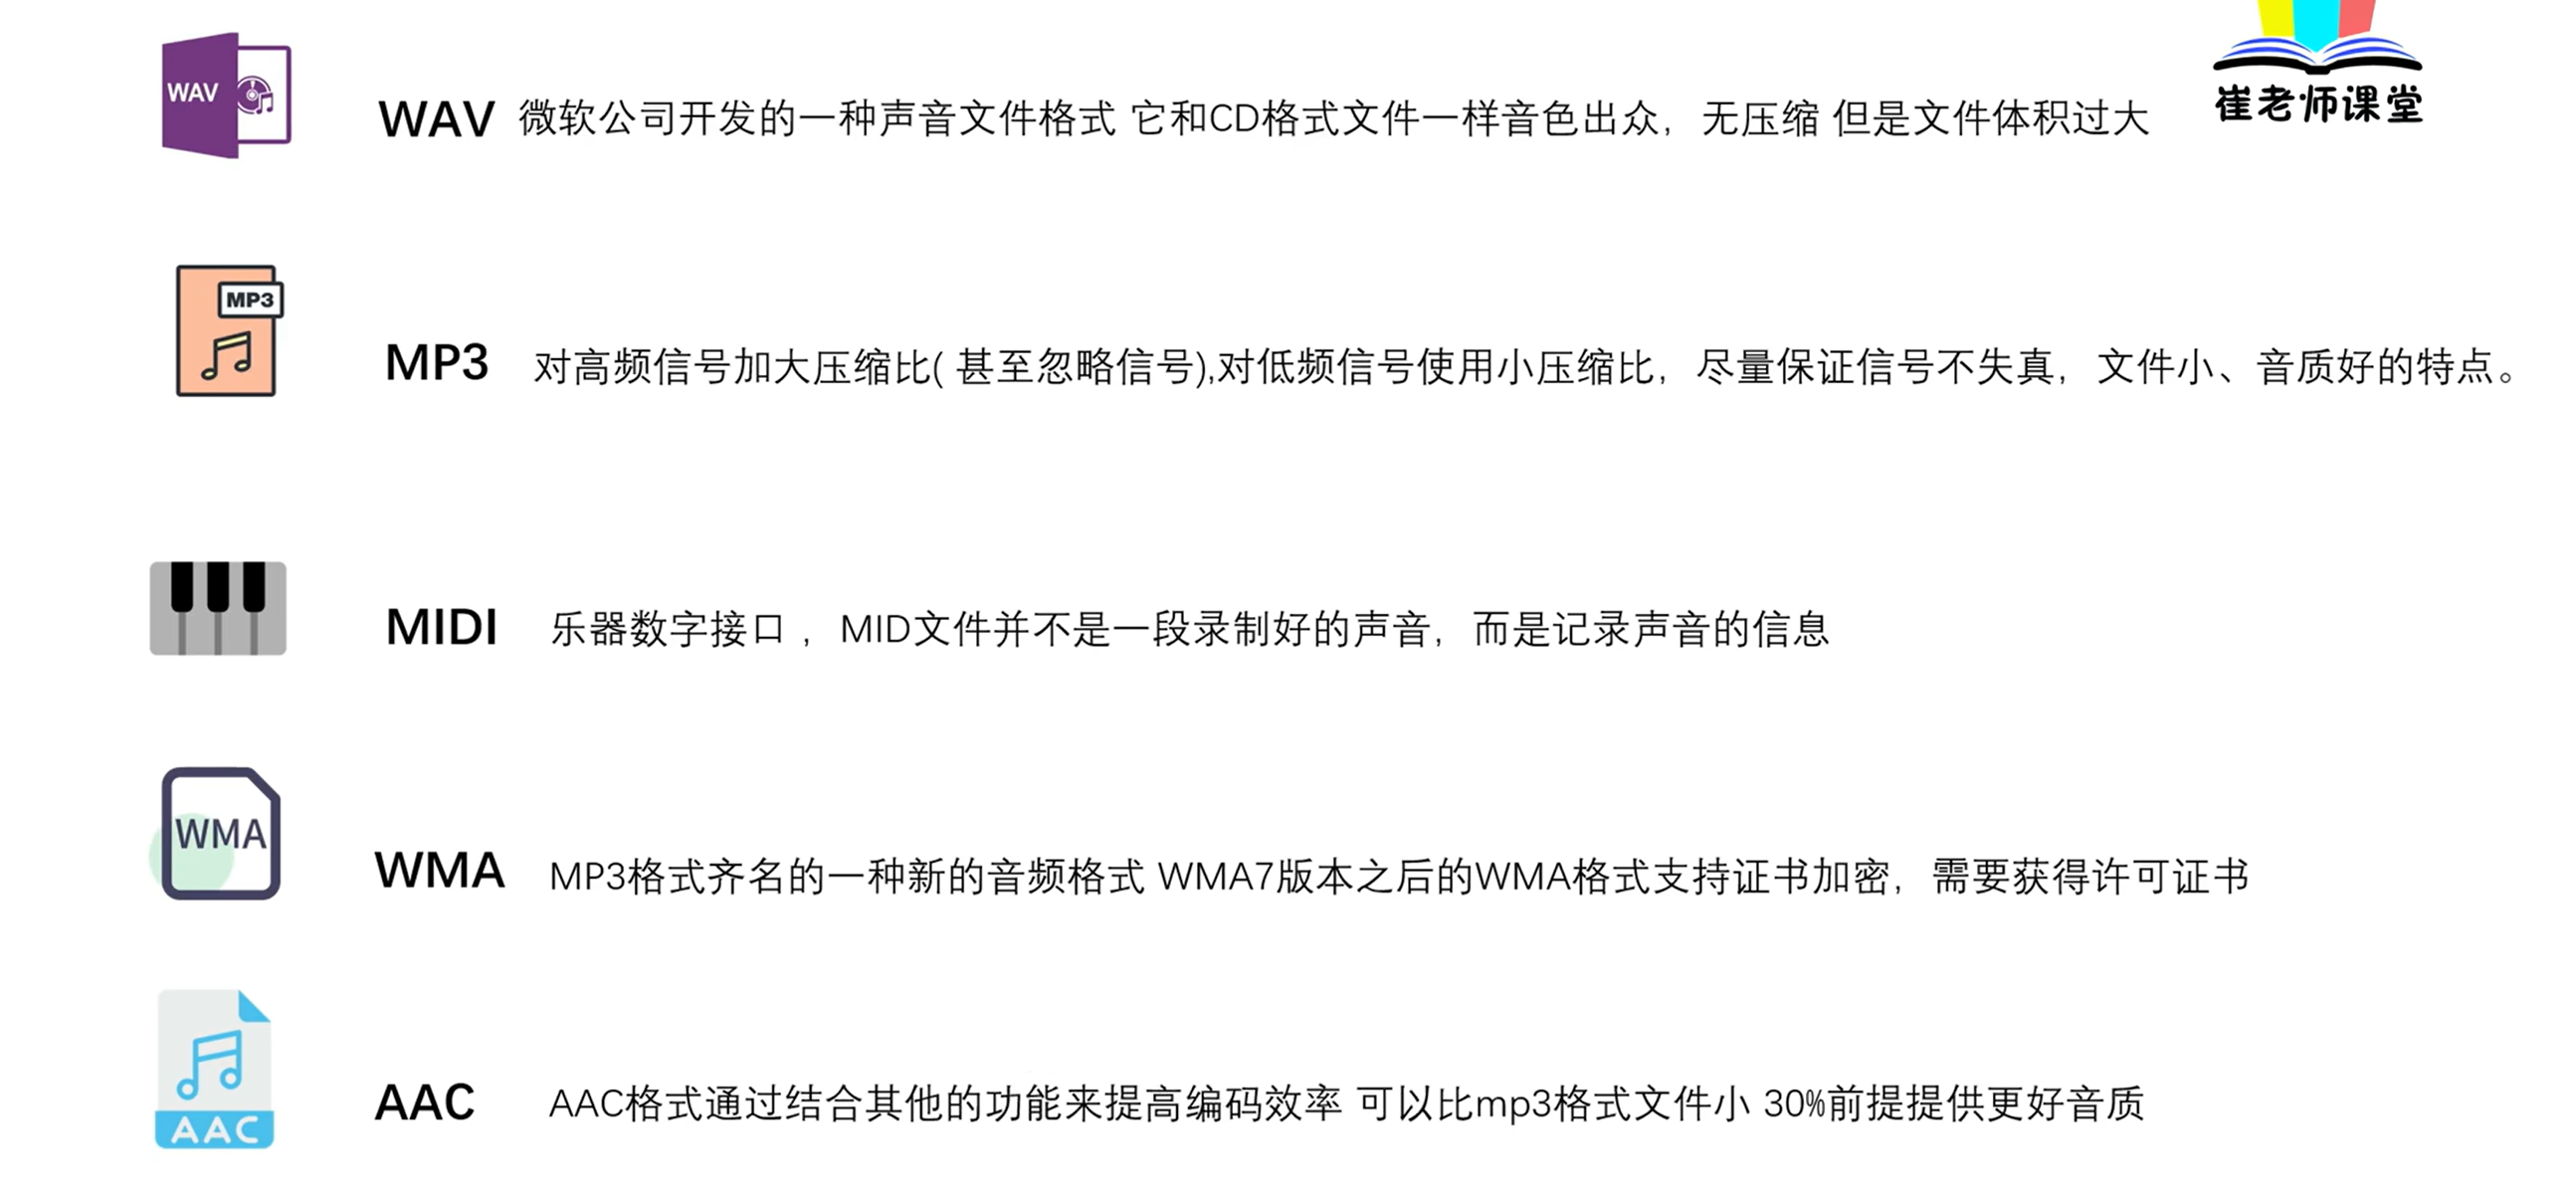 WAV
崔老师课堂
WAV 微软公司开发的一种声音文件格式 它和CD格式文件一样音色出众，无压缩 但是文件体积过大
MP3
MP3 对高频信号加大压缩比( 甚至忽略信号),对低频信号使用小压缩比，尽量保证信号不失真，文件小、音质好的特点。
MIDI 乐器数字接口 ，MID文件并不是一段录制好的声音，而是记录声音的信息
WMA
WMA MP3格式齐名的一种新的音频格式 WMA7版本之后的WMA格式支持证书加密，需要获得许可证书
AAC AAC格式通过结合其他的功能来提高编码效率 可以比mp3格式文件小 30%前提提供更好音质
AAC